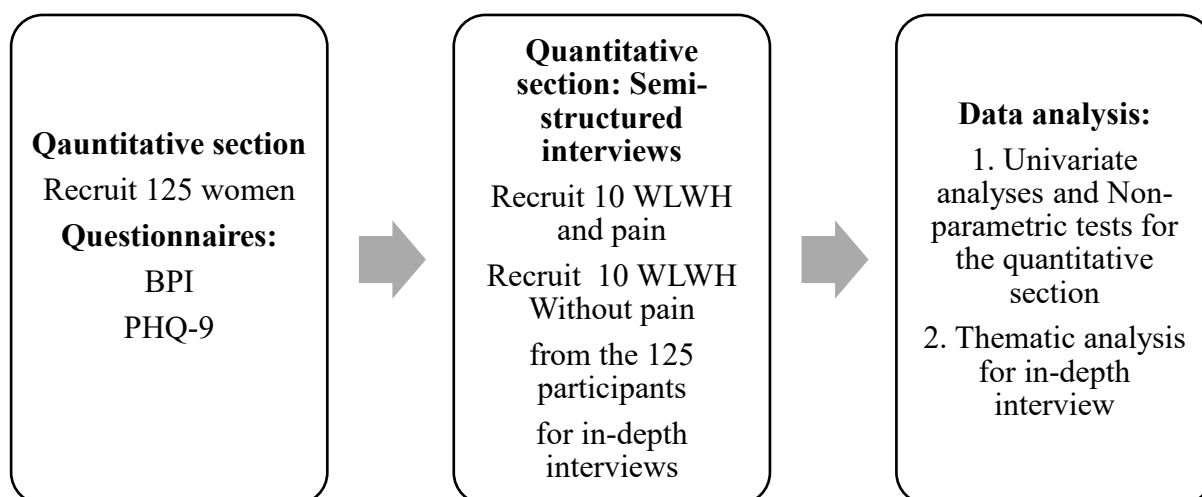 Qauntitative section
Recruit 125 women
Questionnaires:
BPI
PHQ-9
Quantitative
section: Semi-
structured
interviews
Recruit 10 WLWH
and pain
Recruit 10 WLWH
Without pain
from the 125
participants
for in-depth
interviews
Data analysis:
1. Univariate
analyses and Non-
parametric tests for
the quantitative
section
2. Thematic analysis
for in-depth
interview